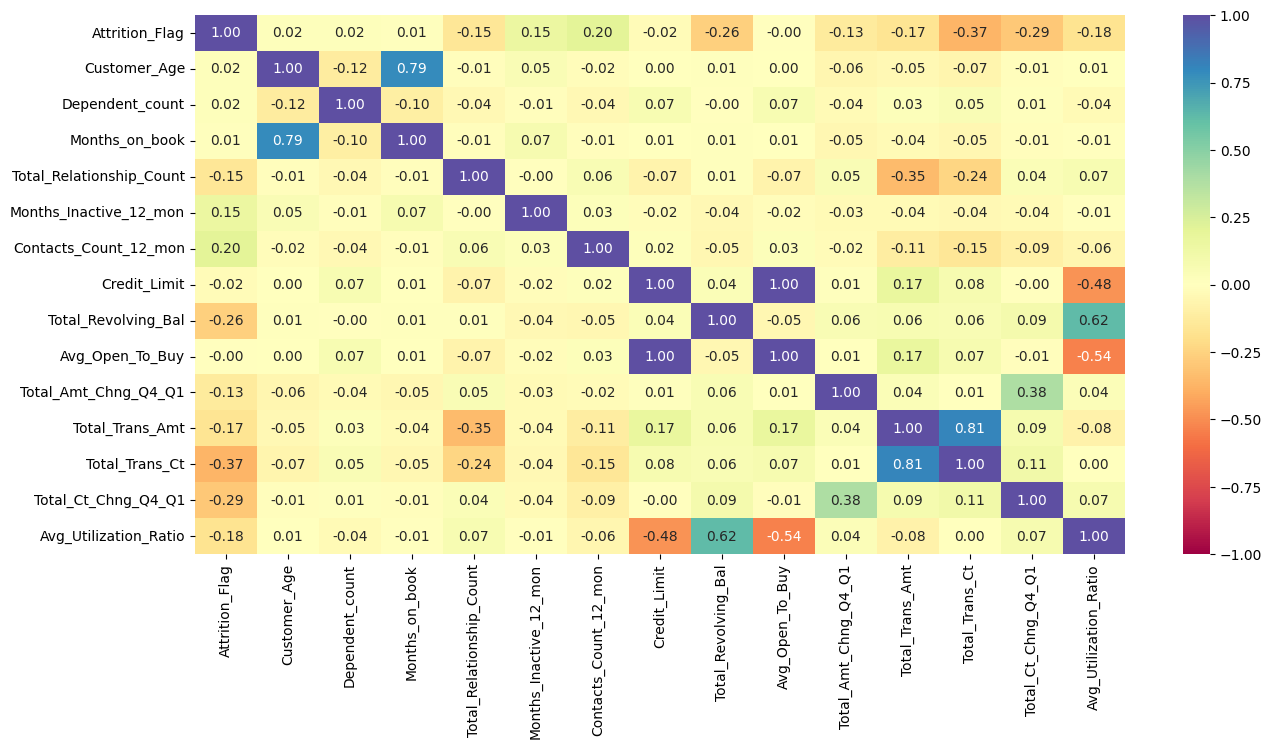 Attrition_Flag 1.00 0.02 0.02 0.01 -0.15 0.15 0.20 -0.02 -0.26 -0.00 -0.13 -0.17 -0.37 -0.29 -0.18
Customer_Age 0.02 1.00 -0.12 0.79 -0.01 0.05 -0.02 0.00 0.01 0.00 -0.06 -0.05 -0.07 -0.01 0.01
Dependent_count 0.02 -0.12 1.00 -0.10 -0.04 -0.01 -0.04 0.07 -0.00 0.07 -0.04 0.03 0.05 0.01 -0.04
Months_on_book 0.01 0.79 -0.10 1.00 -0.01 0.07 -0.01 0.01 0.01 0.01 -0.05 -0.04 -0.05 -0.01 -0.01
Total_Relationship_Count -0.15 -0.01 -0.04 -0.01 1.00 -0.00 0.06 -0.07 0.01 -0.07 0.05 -0.35 -0.24 0.04 0.07
Months_Inactive_12_mon 0.15 0.05 -0.01 0.07 -0.00 1.00 0.03 -0.02 -0.04 -0.02 -0.03 -0.04 -0.04 -0.04 -0.01
Contacts_Count_12_mon 0.20 -0.02 -0.04 -0.01 0.06 0.03 1.00 0.02 -0.05 0.03 -0.02 -0.11 -0.15 -0.09 -0.06
Credit_Limit -0.02 0.00 0.07 0.01 -0.07 -0.02 0.02 1.00 0.04 1.00 0.01 0.17 0.08 -0.00 -0.48
Total_Revolving_Bal -0.26 0.01 -0.00 0.01 0.01 -0.04 -0.05 0.04 1.00 -0.05 0.06 0.06 0.06 0.09 0.62
Avg_Open_To_Buy -0.00 0.00 0.07 0.01 -0.07 -0.02 0.03 1.00 -0.05 1.00 0.01 0.17 0.07 -0.01 -0.54
Total_Amt_Chng_Q4_Q1 -0.13 -0.06 -0.04 -0.05 0.05 -0.03 -0.02 0.01 0.06 0.01 1.00 0.04 0.01 0.38 0.04
Total_Trans_Amt -0.17 -0.05 0.03 -0.04 -0.35 -0.04 -0.11 0.17 0.06 0.17 0.04 1.00 0.81 0.09 -0.08
Total_Trans_Ct -0.37 -0.07 0.05 -0.05 -0.24 -0.04 -0.15 0.08 0.06 0.07 0.01 0.81 1.00 0.11 0.00
Total_Ct_Chng_Q4_Q1 -0.29 -0.01 0.01 -0.01 0.04 -0.04 -0.09 -0.00 0.09 -0.01 0.38 0.09 0.11 1.00 0.07
Avg_Utilization_Ratio -0.18 0.01 -0.04 -0.01 0.07 -0.01 -0.06 -0.48 0.62 -0.54 0.04 -0.08 0.00 0.07 1.00
Attrition_Flag
Customer_Age
Dependent_count
Months_on_book
Total_Relationship_Count
Months_Inactive_12_mon
Contacts_Count_12_mon
Credit_Limit
Total_Revolving_Bal
Avg_Open_To_Buy
Total_Amt_Chng_Q4_Q1
Total_Trans_Amt
Total_Trans_Ct
Total_Ct_Chng_Q4_Q1
Avg_Utilization_Ratio
1.00
0.75
0.50
0.25
0.00
−0.25
−0.50
−0.75
−1.00